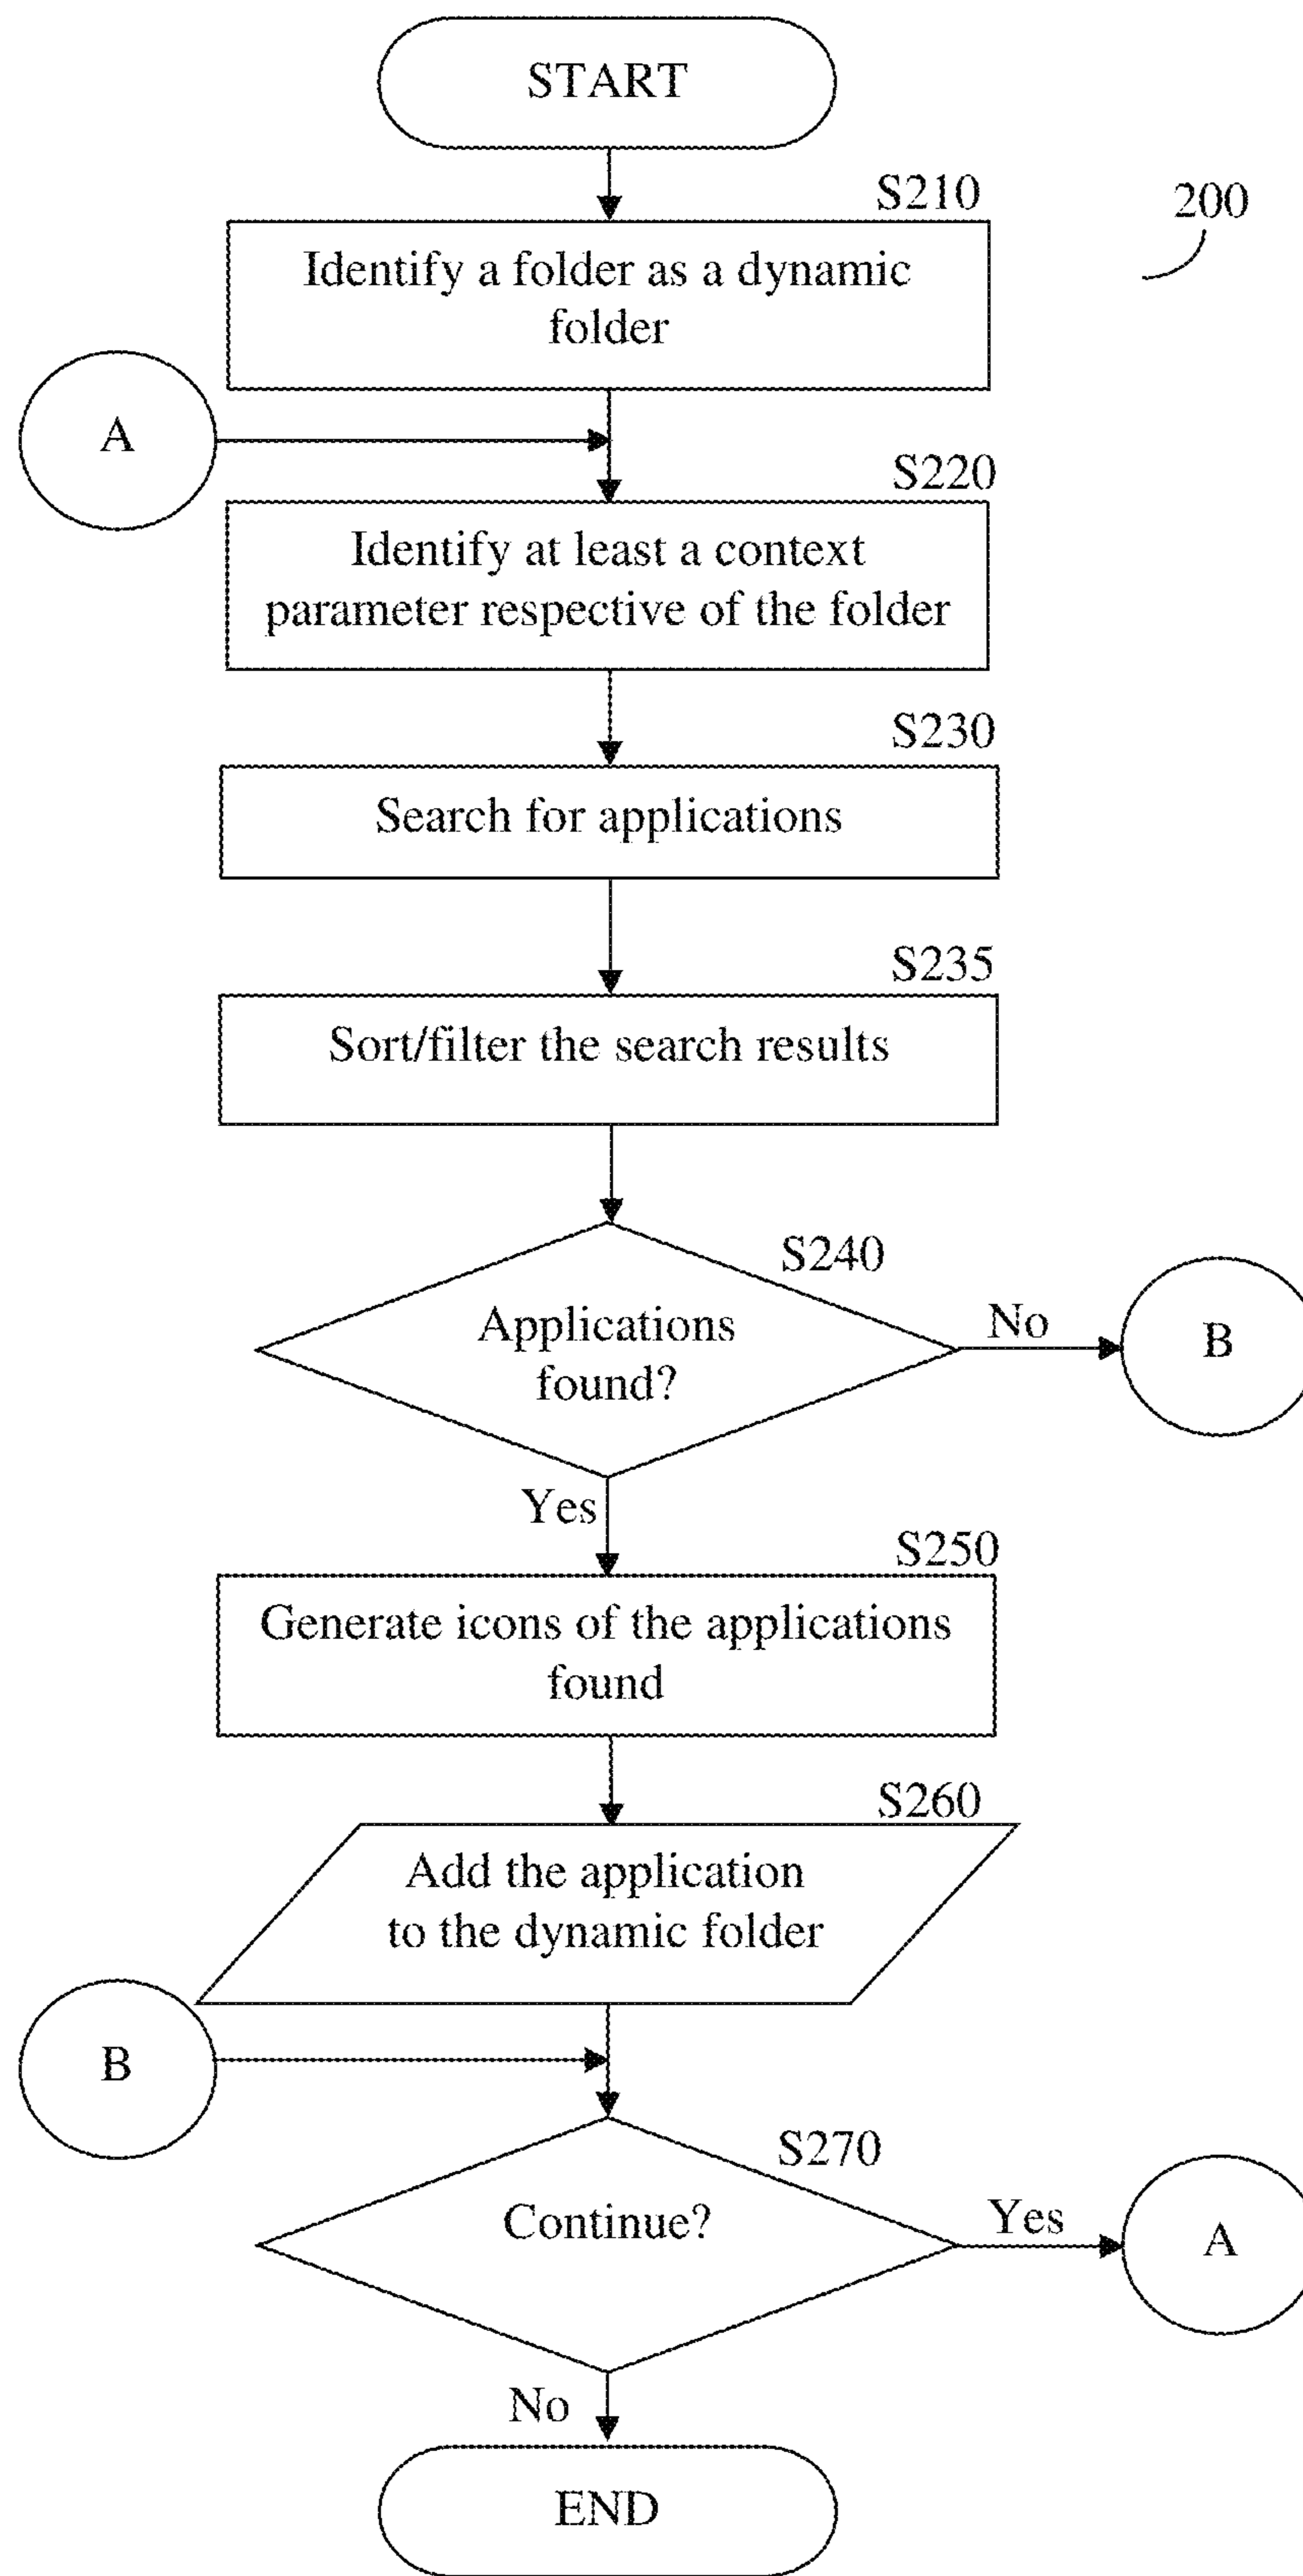 START
S210
200
Identify a folder as a dynamic
folder
A
S220
Identify at least a context
parameter respective of the folder
S230
Search for applications
S235
Sort/filter the search results
S240
Applications
found?
No
B
Yes
S250
Generate icons of the applications
found
S260
Add the application
to the dynamic folder
B
S270
Continue?
Yes
A
No
END